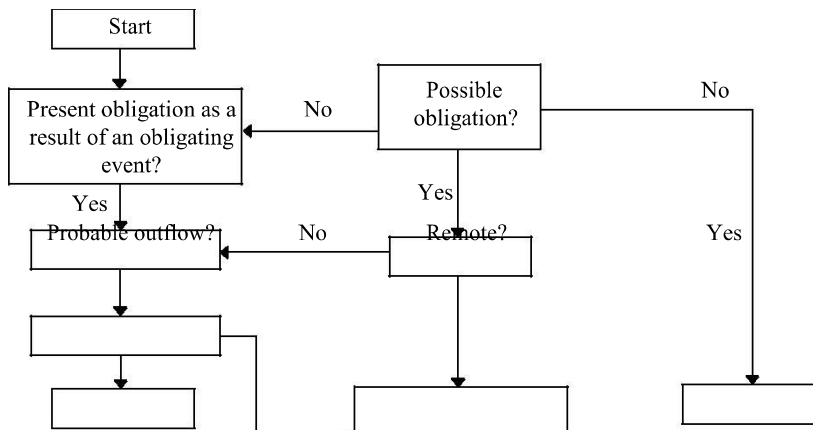 Start
Present obligation as a
result of an obligating
event?
No
Possible
obligation?
No
Yes
Yes
Probable outflow?
No
Remote?
Yes